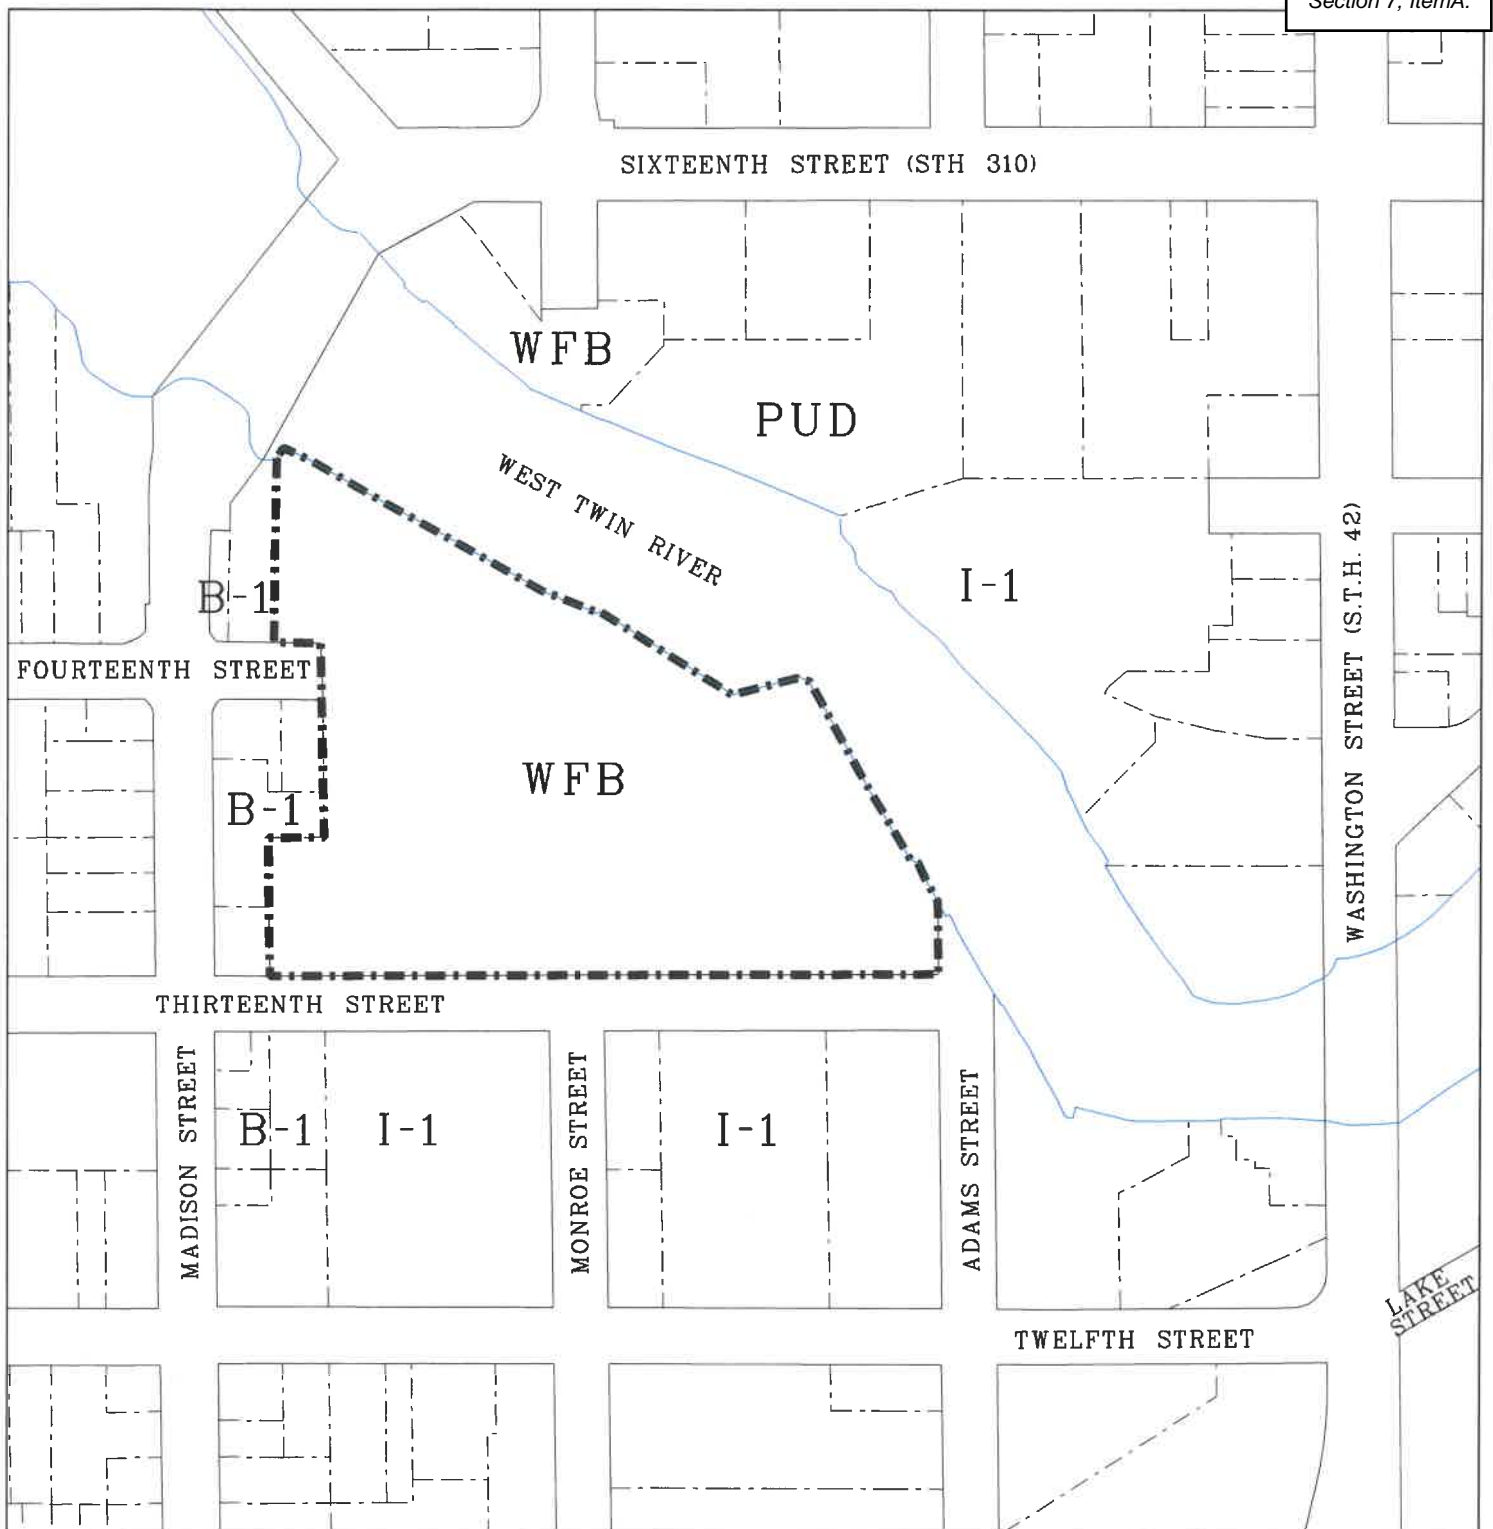 Section 7, ItemA.
SIXTEENTH STREET (STH 310)
WFB
PUD
WEST TWIN RIVER
WASHINGTON STREET (S.T.H. 42)
B-1
I-1
FOURTEENTH STREET
WFB
B-1
THIRTEENTH STREET
MADISON STREET
B-1
I-1
MONROE STREET
I-1
ADAMS STREET
LAKE
STREET
TWELFTH STREET